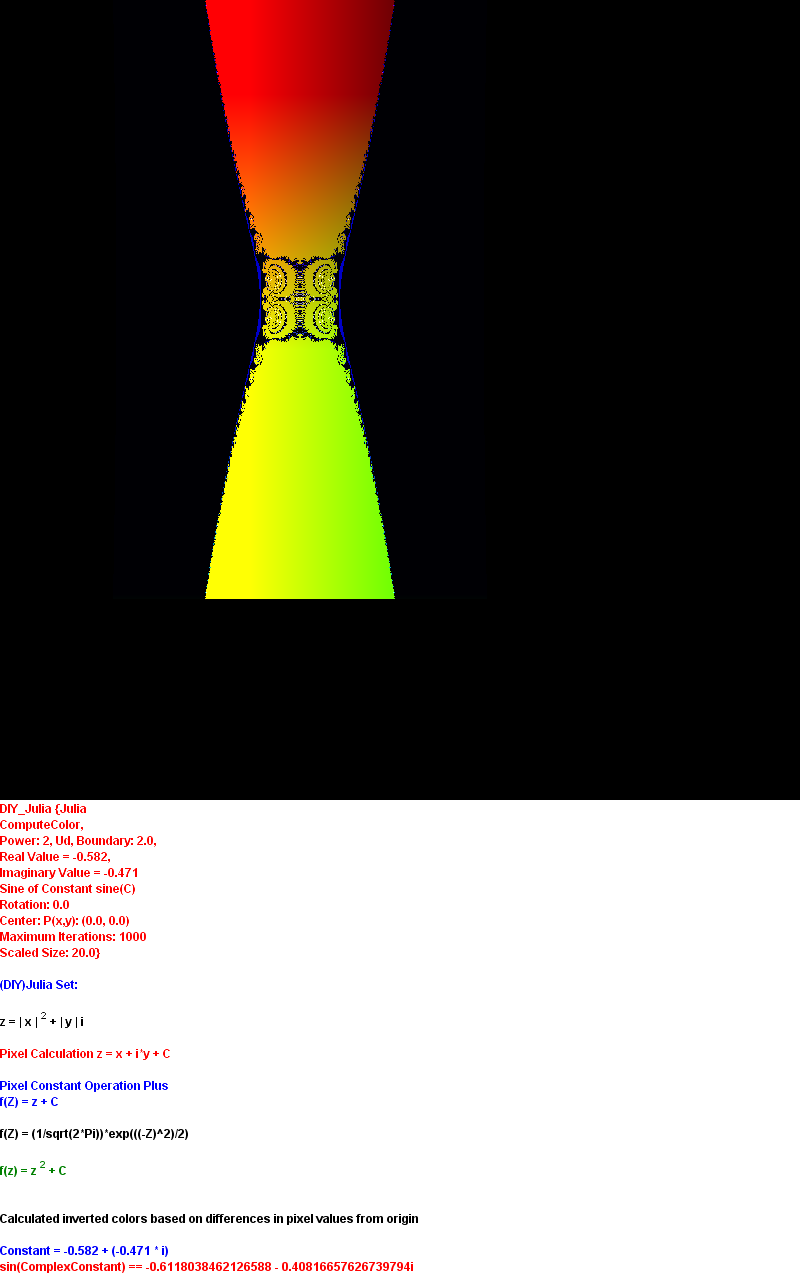 DIY_Julia {Julia
ComputeColor,
Power: 2, Ud, Boundary: 2.0,
Real Value = -0.582,
Imaginary Value = -0.471
Sine of Constant sine(C)
Rotation: 0.0
Center: P(x,y): (0.0, 0.0)
Maximum Iterations: 1000
Scaled Size: 20.0}
(DIY)Julia Set:
z = | x | 2 + | y | i
Pixel Calculation z = x + i*y + C
Pixel Constant Operation Plus
f(Z) = z + C
f(Z) = (1/sqrt(2*Pi))*exp(((-Z)^2)/2)
f(z) = z 2 + C
Calculated inverted colors based on differences in pixel values from origin
Constant = -0.582 + (-0.471 * i)
sin(ComplexConstant) == -0.6118038462126588 - 0.40816657626739794i